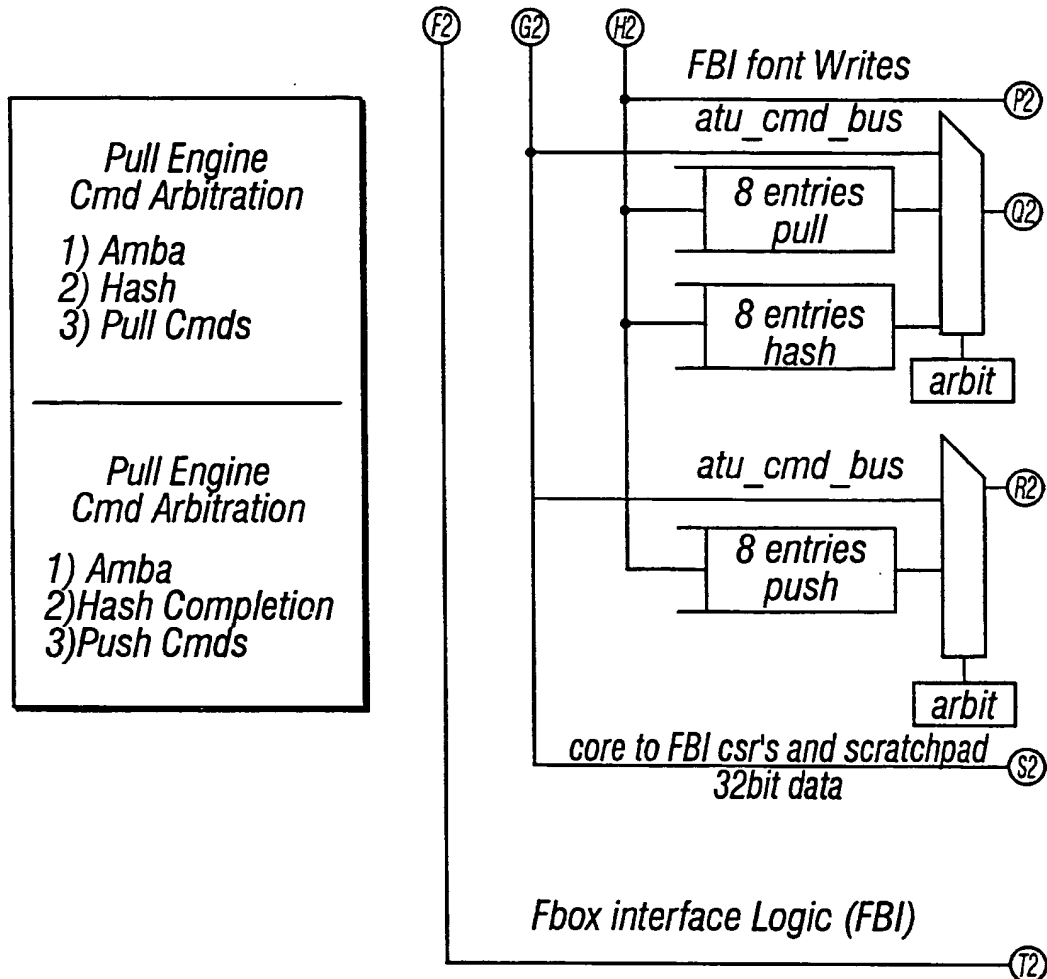 F2 G2 H2
FBI font Writes
P2
atu_cmd_bus
Pull Engine
Cmd Arbitration
1) Amba
2) Hash
3) Pull Cmds
8 entries
pull
Q2
8 entries
hash
arbit
Pull Engine
Cmd Arbitration
1) Amba
2)Hash Completion
3)Push Cmds
atu_cmd_bus
R2
8 entries
push
arbit
core to FBI csr's and scratchpad
32bit data
S2
Fbox interface Logic (FBI)
T2